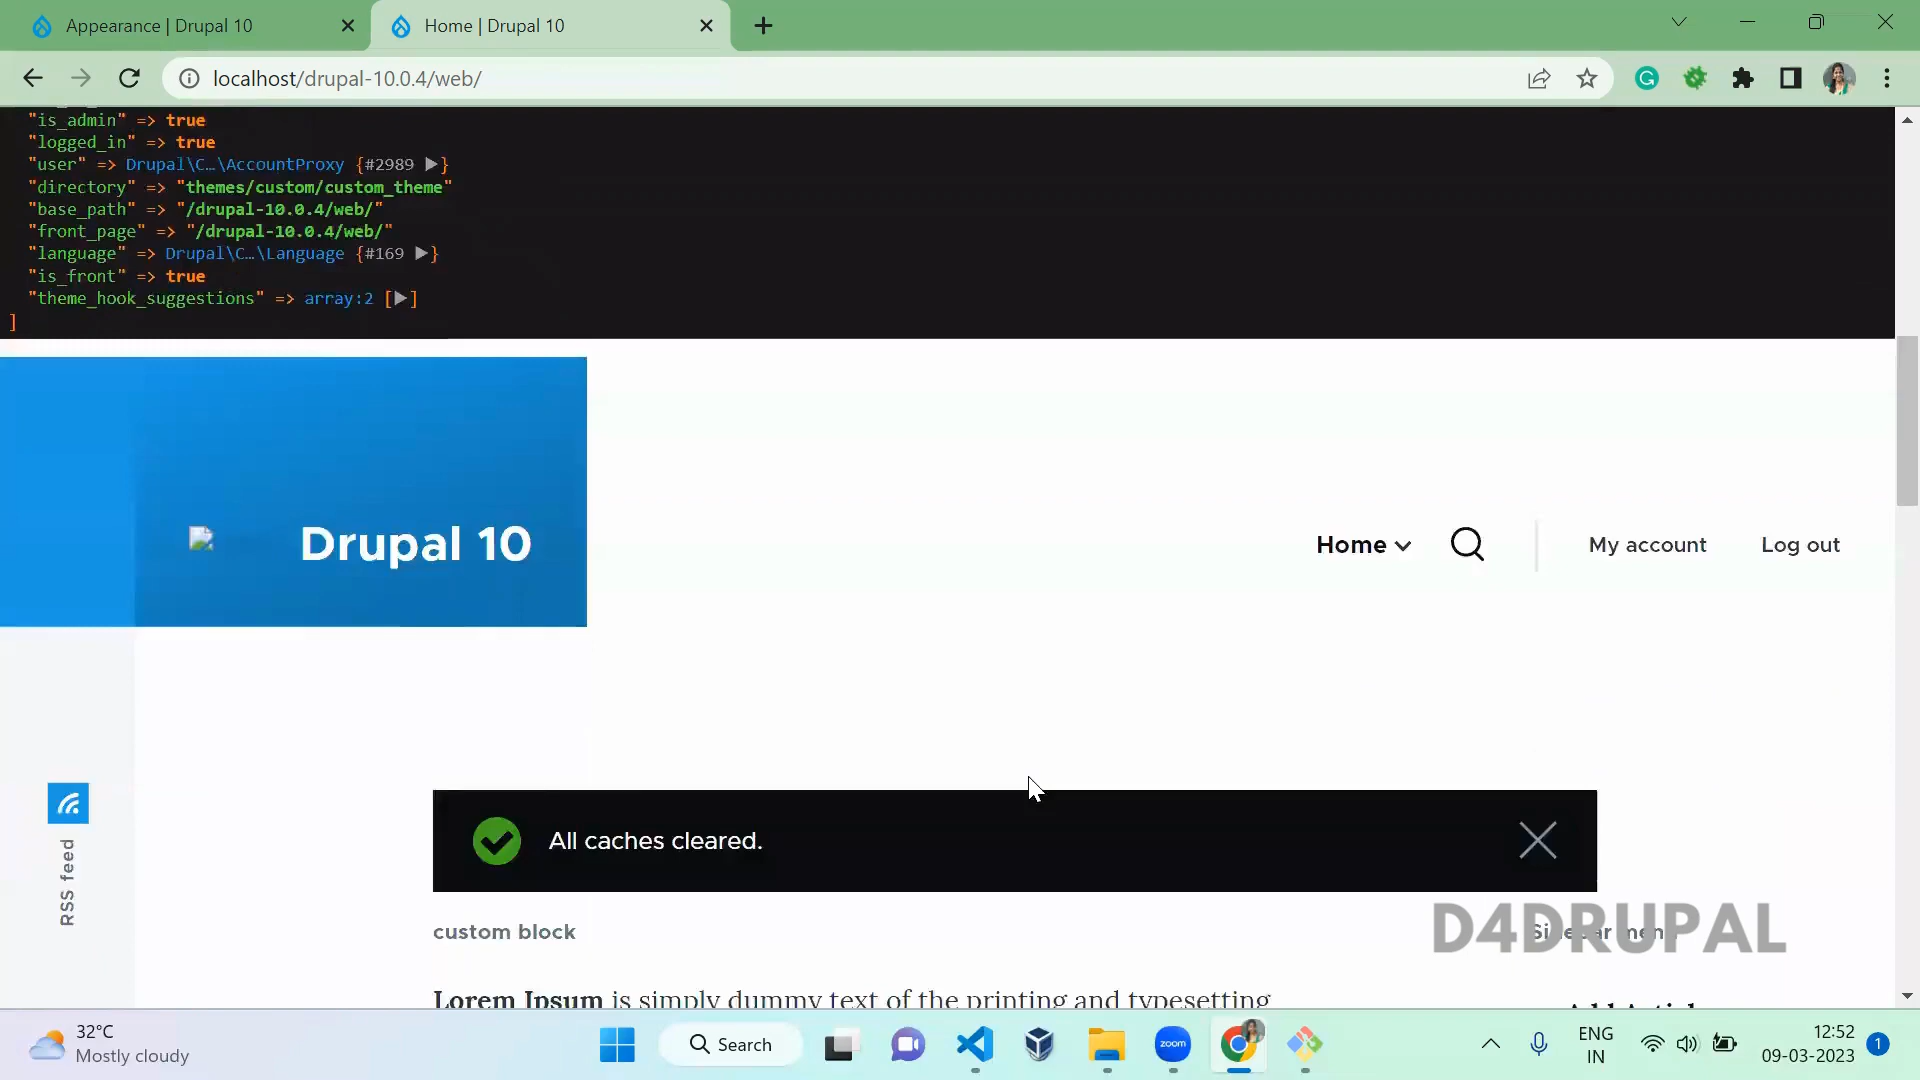 Appearance | Drupal 10
Home | Drupal 10
localhost/drupal-10.0.4/web/
"is_admin" => true
"logged_in" => true
"user" => Drupal\C…\AccountProxy {#2989 ▶}
"directory" => "themes/custom/custom_theme"
"base_path" => "/drupal-10.0.4/web/"
"front_page" => "/drupal-10.0.4/web/"
"language" => Drupal\C…\Language {#169 ▶}
"is_front" => true
"theme_hook_suggestions" => array:2 [▶]
]
Drupal 10
Home
My account
Log out
RSS feed
All caches cleared.
custom block
Sidebar menu
D4DRUPAL
Lorem Ipsum is simply dummy text of the printing and typesetting
32°C
Mostly cloudy
Search
zoom
ENG
IN
12:52
09-03-2023
1